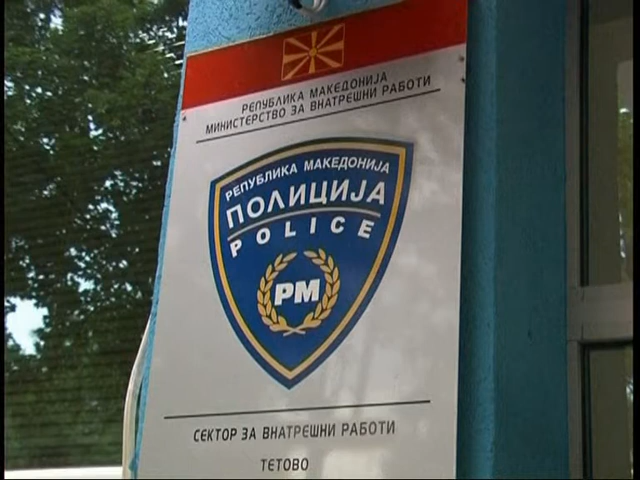 РЕПУБЛИКА МАКЕДОНИЈА
МИНИСТЕРСТВО ЗА ВНАТРЕШНИ РАБОТИ
РЕПУБЛИКА МАКЕДОНИЈА
ПОЛИЦИЈА
POLICE
РМ
СЕКТОР ЗА ВНАТРЕШНИ РАБОТИ
ТЕТОВО